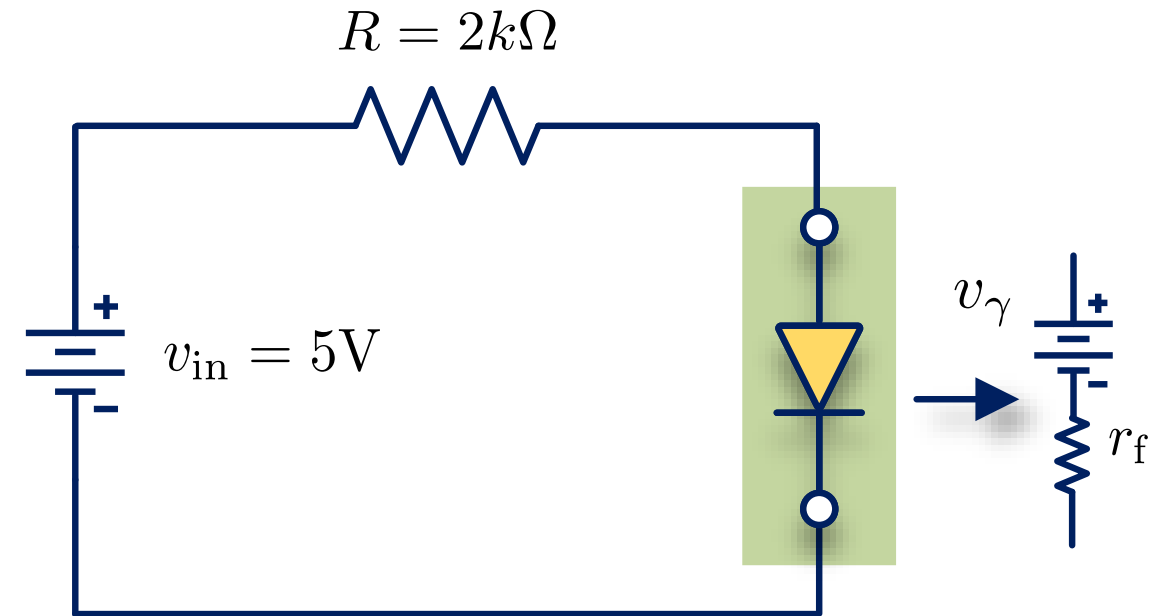 R = 2kΩ
+
v_in = 5V
−
v_γ
+
−
r_f